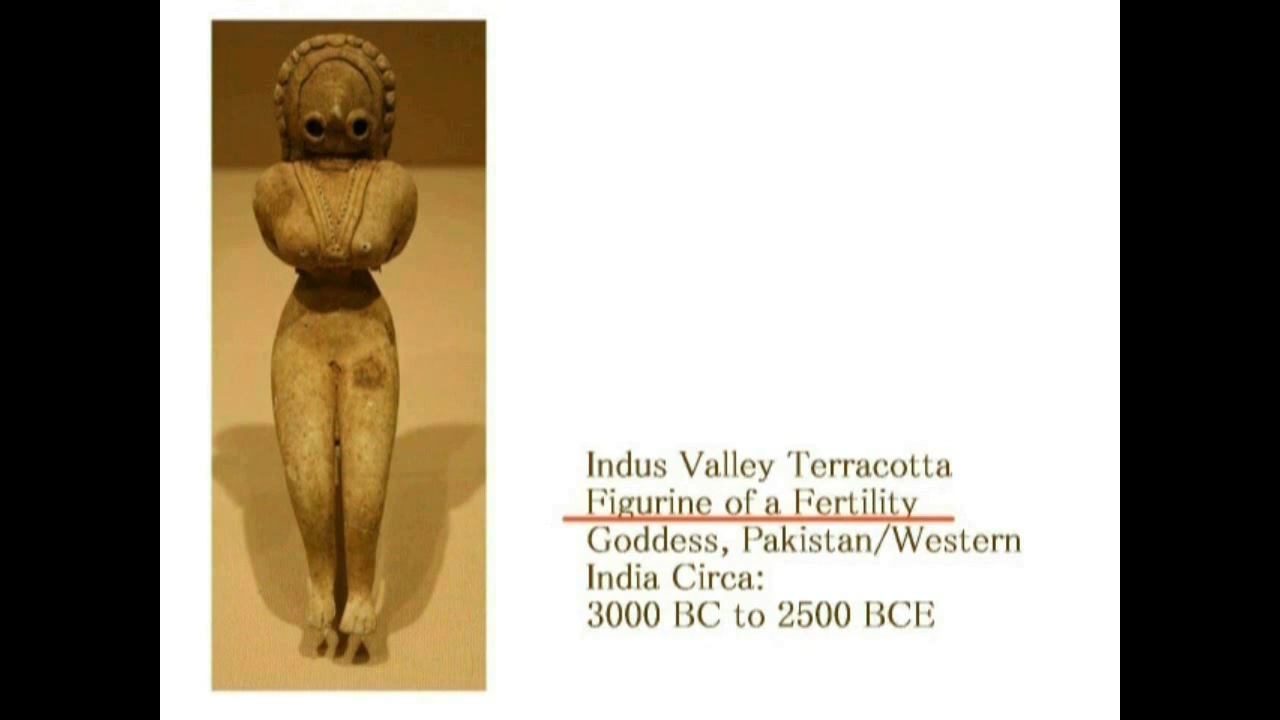 Indus Valley Terracotta
Figurine of a Fertility
Goddess, Pakistan/Western
India Circa:
3000 BC to 2500 BCE